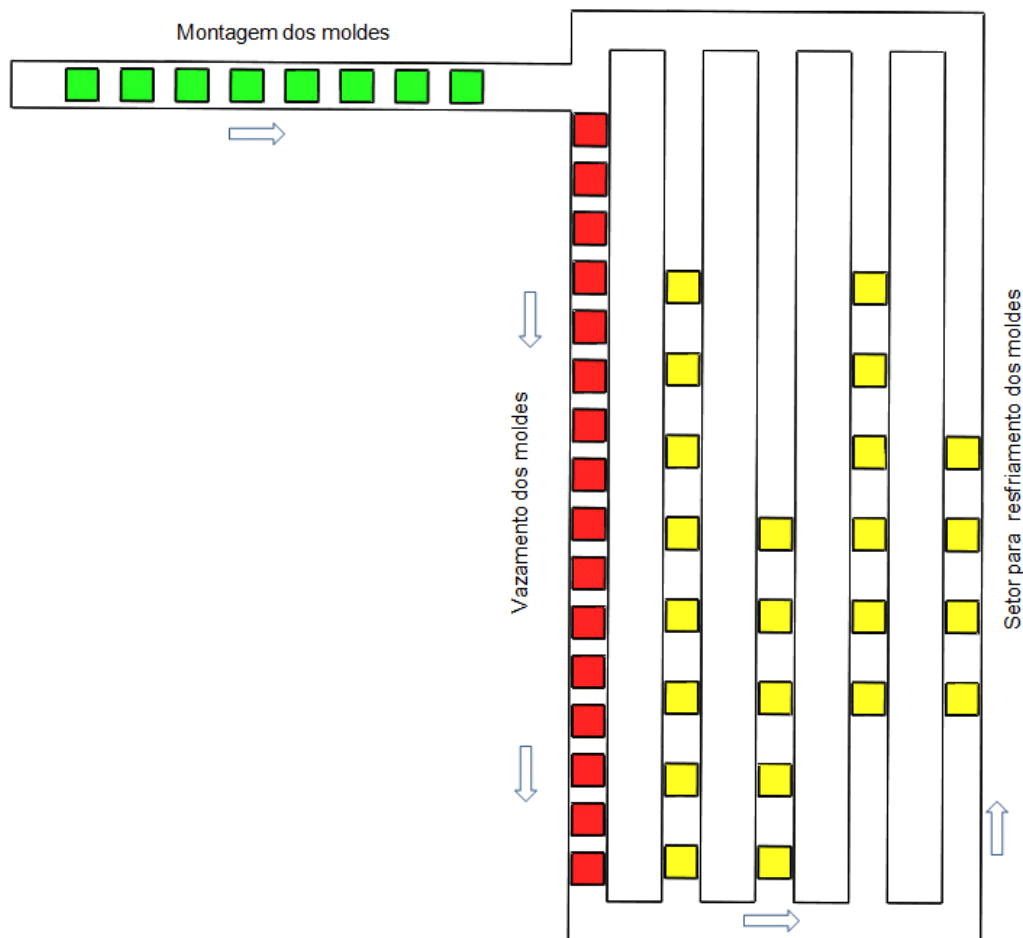 Montagem dos moldes
Vazamento dos moldes
Setor para resfriamento dos moldes